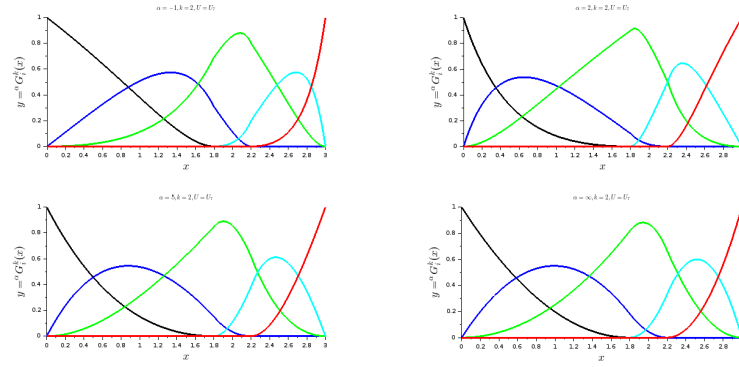 α = −1, k = 2, U = U₇
y = ᵅGᵢᵏ(x)
1
0.8
0.6
0.4
0.2
0
0 0.2 0.4 0.6 0.8 1 1.2 1.4 1.6 1.8 2 2.2 2.4 2.6 2.8 3
x
α = 2, k = 2, U = U₇
y = ᵅGᵢᵏ(x)
1
0.8
0.6
0.4
0.2
0
0 0.2 0.4 0.6 0.8 1 1.2 1.4 1.6 1.8 2 2.2 2.4 2.6 2.8
x
α = 5, k = 2, U = U₇
y = ᵅGᵢᵏ(x)
1
0.8
0.6
0.4
0.2
0
0 0.2 0.4 0.6 0.8 1 1.2 1.4 1.6 1.8 2 2.2 2.4 2.6 2.8 3
x
α = ∞, k = 2, U = U₇
y = ᵅGᵢᵏ(x)
1
0.8
0.6
0.4
0.2
0
0 0.2 0.4 0.6 0.8 1 1.2 1.4 1.6 1.8 2 2.2 2.4 2.6 2.8
x